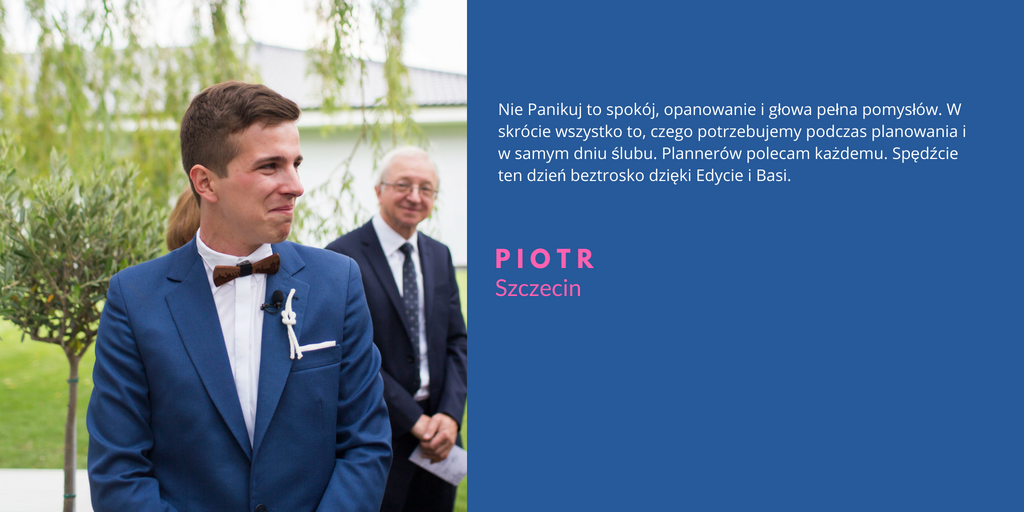 Nie Panikuj to spokój, opanowanie i głowa pełna pomysłów. W
skrócie wszystko to, czego potrzebujemy podczas planowania i
w samym dniu ślubu. Plannerów polecam każdemu. Spędźcie
ten dzień beztrosko dzięki Edycie i Basi.
PIOTR
Szczecin